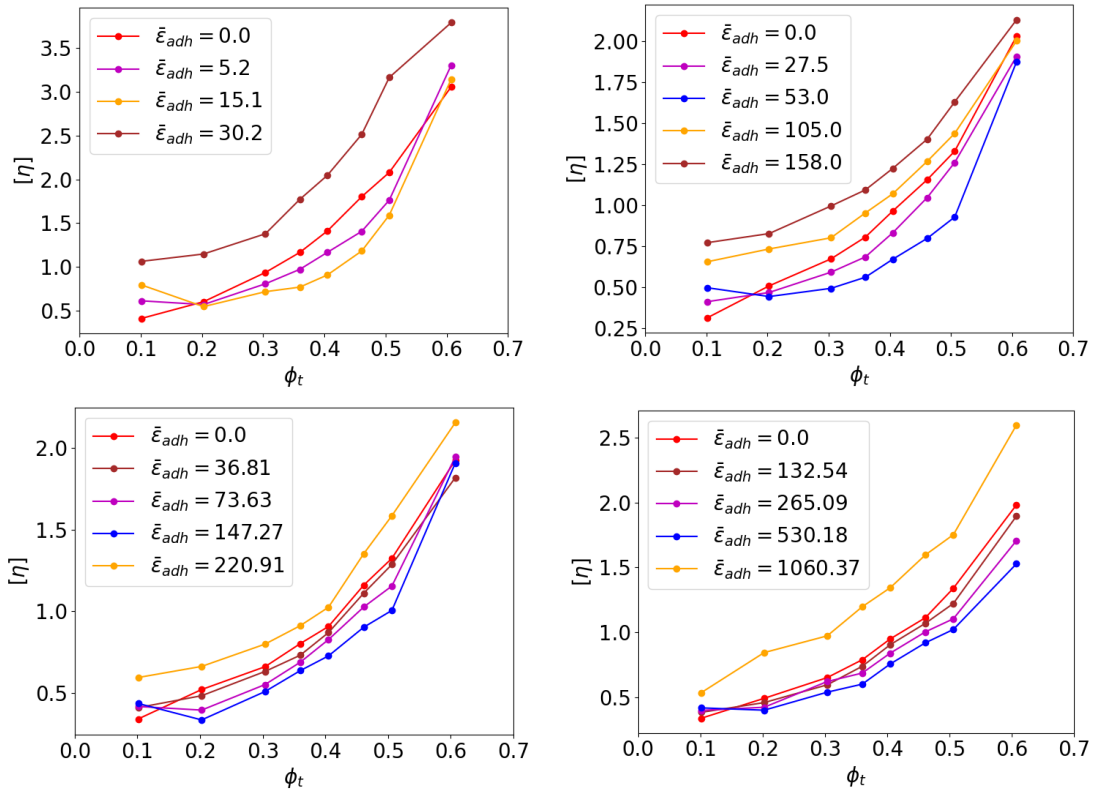 ε̄_adh = 0.0
ε̄_adh = 5.2
ε̄_adh = 15.1
ε̄_adh = 30.2
[η]
3.5
3.0
2.5
2.0
1.5
1.0
0.5
0.0 0.1 0.2 0.3 0.4 0.5 0.6 0.7
ϕ_t
ε̄_adh = 0.0
ε̄_adh = 27.5
ε̄_adh = 53.0
ε̄_adh = 105.0
ε̄_adh = 158.0
[η]
2.00
1.75
1.50
1.25
1.00
0.75
0.50
0.25
0.0 0.1 0.2 0.3 0.4 0.5 0.6 0.7
ϕ_t
ε̄_adh = 0.0
ε̄_adh = 36.81
ε̄_adh = 73.63
ε̄_adh = 147.27
ε̄_adh = 220.91
[η]
2.0
1.5
1.0
0.5
0.0 0.1 0.2 0.3 0.4 0.5 0.6 0.7
ϕ_t
ε̄_adh = 0.0
ε̄_adh = 132.54
ε̄_adh = 265.09
ε̄_adh = 530.18
ε̄_adh = 1060.37
[η]
2.5
2.0
1.5
1.0
0.5
0.0 0.1 0.2 0.3 0.4 0.5 0.6 0.7
ϕ_t